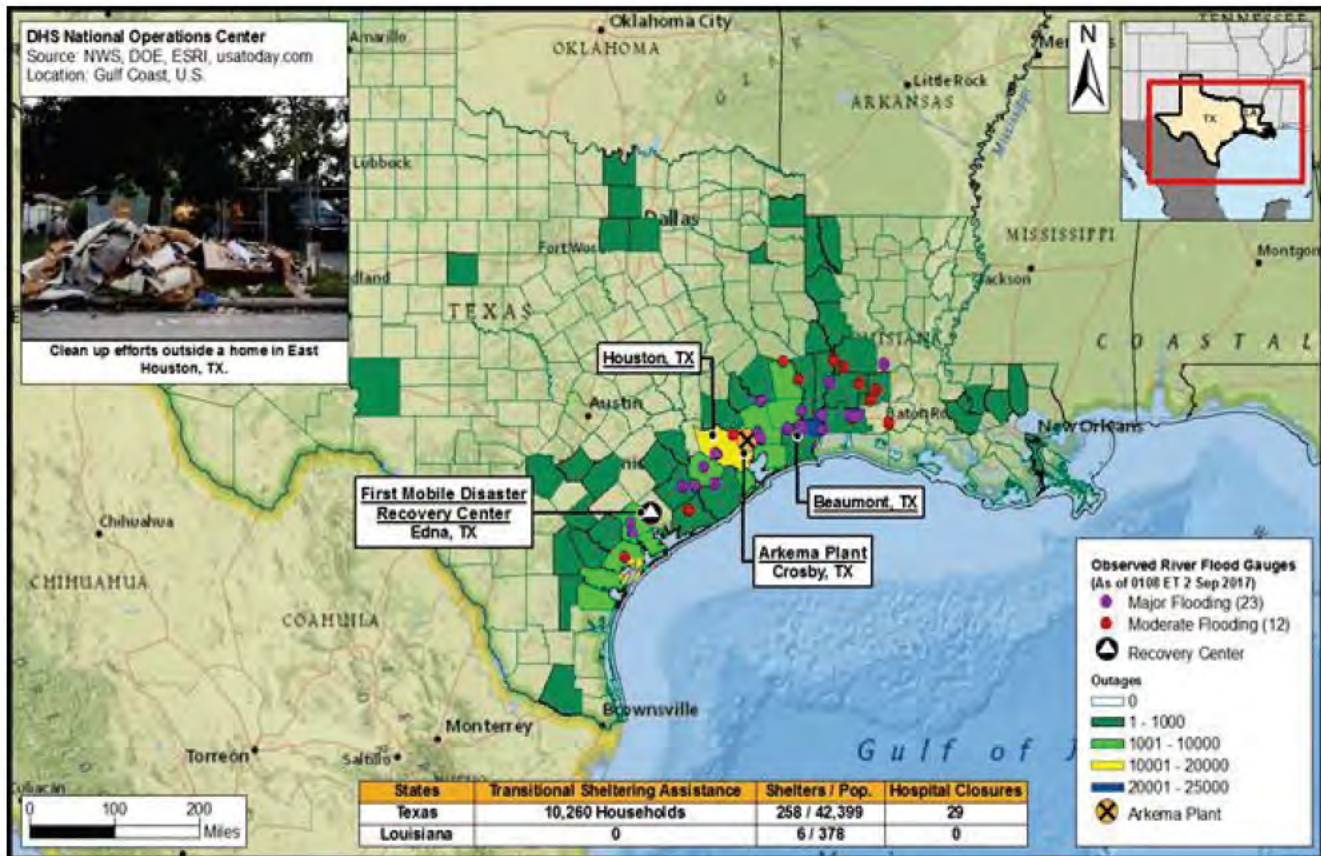 DHS National Operations Center
Source: NWS, DOE, ESRI, usatoday.com
Location: Gulf Coast, U.S.
Clean up efforts outside a home in East
Houston, TX.
Amarillo
Oklahoma City
OKLAHOMA
TENNESSEE
Little Rock
ARKANSAS
Mississippi
N
TX
LA
Lubbock
Dallas
Fort Wor
dland
TEXAS
MISSISSIPPI
Jackson
Montgom
COASTAL
Houston, TX
Austin
Baton Ro
New Orleans
First Mobile Disaster
Recovery Center
Edna, TX
Beaumont, TX
Arkema Plant
Crosby, TX
Chihuahua
CHIHUAHUA
COAHUILA
Monterrey
Brownsville
Torreón
Saltillo
Gulf of
0 100 200
Miles
States Transitional Sheltering Assistance Shelters / Pop. Hospital Closures
Texas 10,260 Households 258 / 42,399 29
Louisiana 0 6 / 378 0
Observed River Flood Gauges
(As of 0108 ET 2 Sep 2017)
Major Flooding (23)
Moderate Flooding (12)
Recovery Center
Outages
0
1 - 1000
1001 - 10000
10001 - 20000
20001 - 25000
Arkema Plant